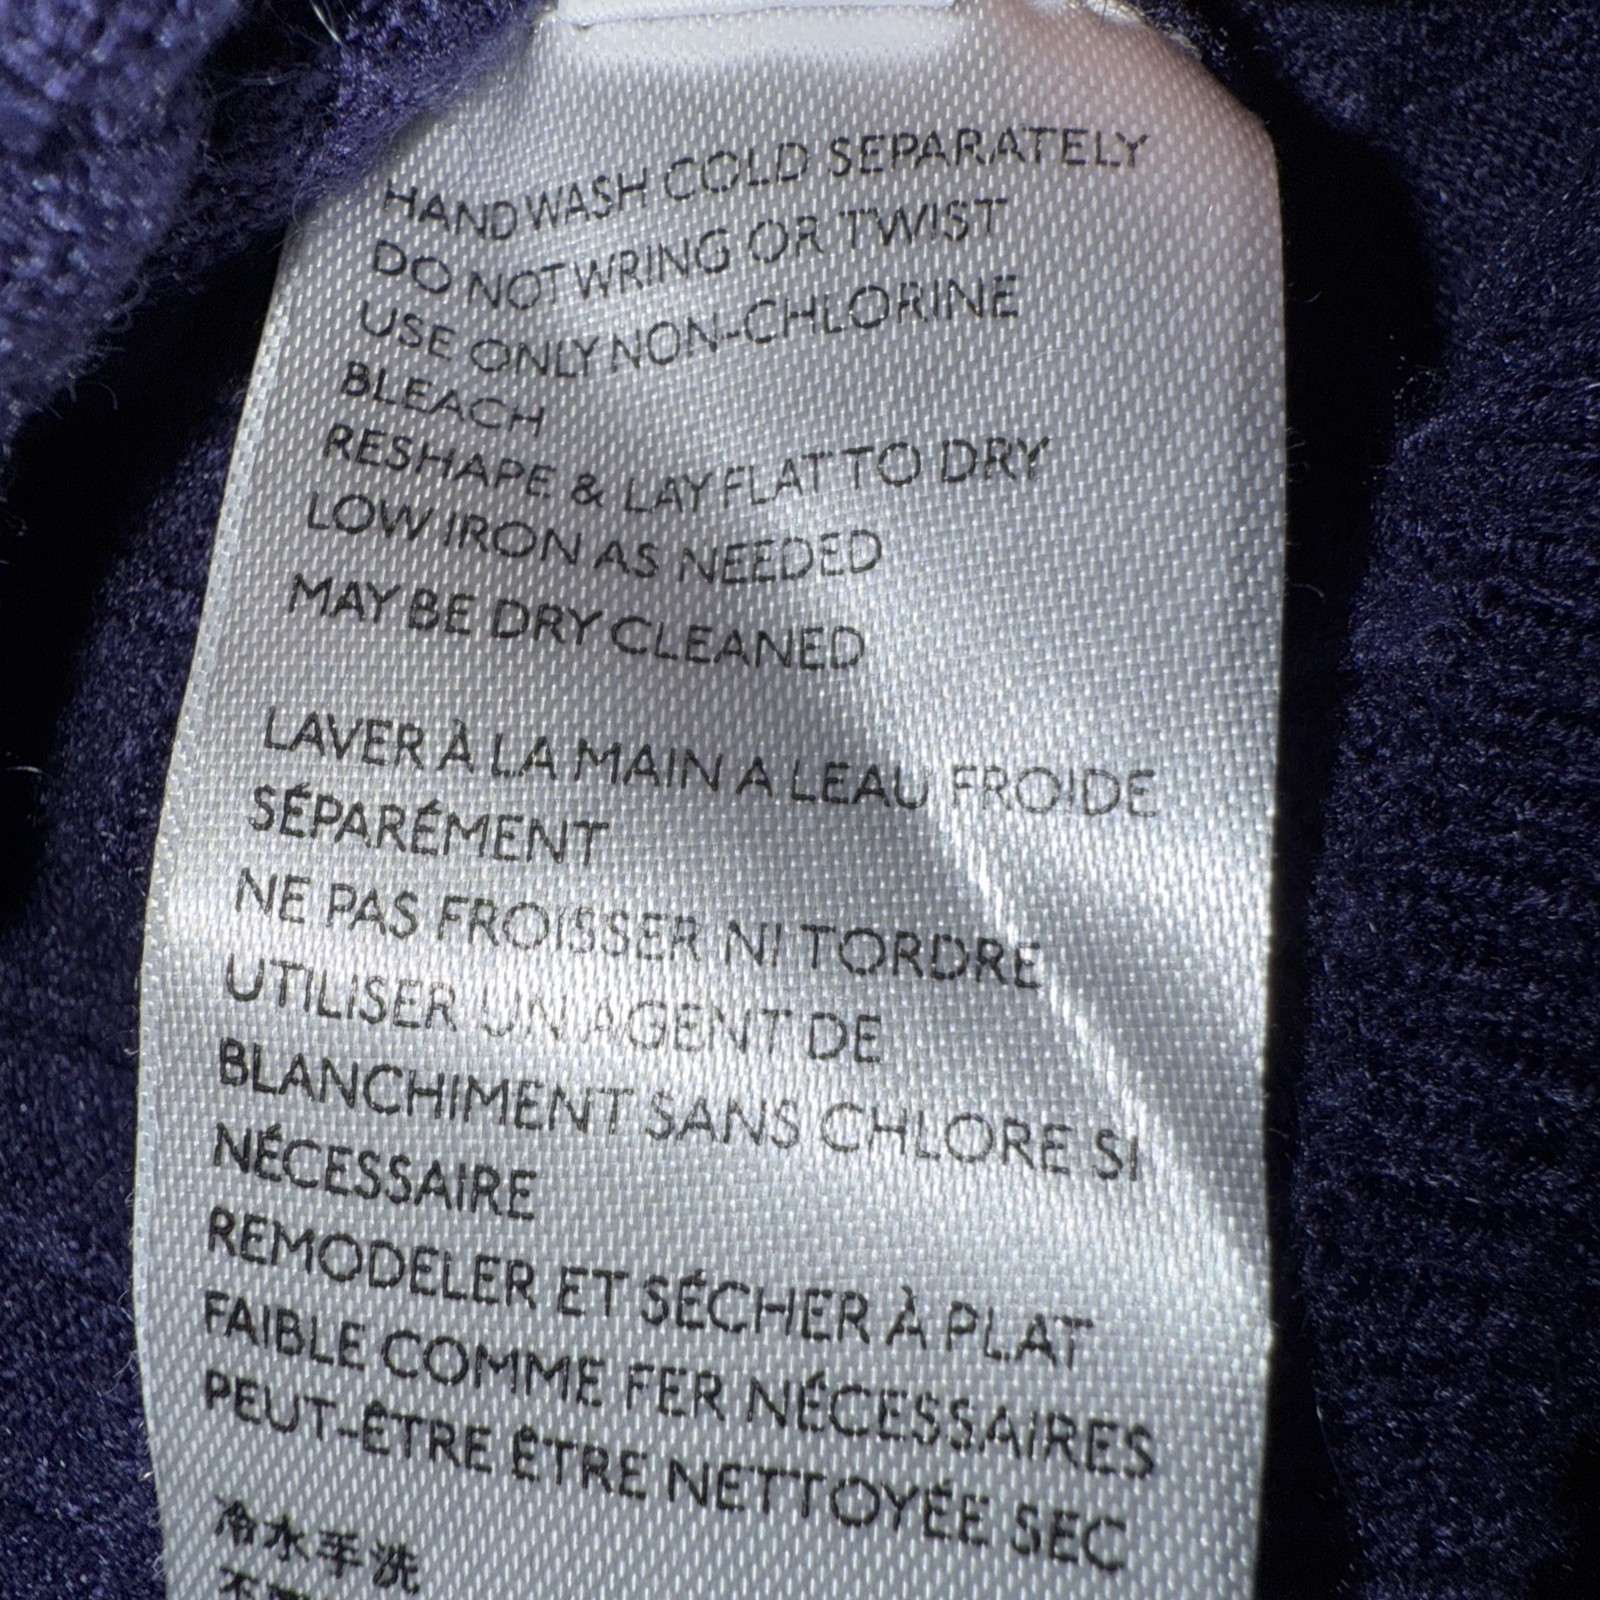 HAND WASH COLD SEPARATELY
DO NOT WRING OR TWIST
USE ONLY NON-CHLORINE
BLEACH
RESHAPE & LAY FLAT TO DRY
LOW IRON AS NEEDED
MAY BE DRY CLEANED
LAVER À LA MAIN A LEAU FROIDE
SÉPARÉMENT
NE PAS FROISSER NI TORDRE
UTILISER UN AGENT DE
BLANCHIMENT SANS CHLORE SI
NÉCESSAIRE
REMODELER ET SÉCHER À PLAT
FAIBLE COMME FER NÉCESSAIRES
PEUT-ÊTRE ÊTRE NETTOYÉE SEC
冷水手洗